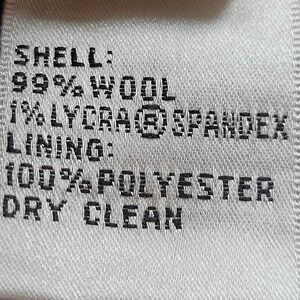 SHELL:
99% WOOL
1% LYCRA® SPANDEX
LINING:
100% POLYESTER
DRY CLEAN